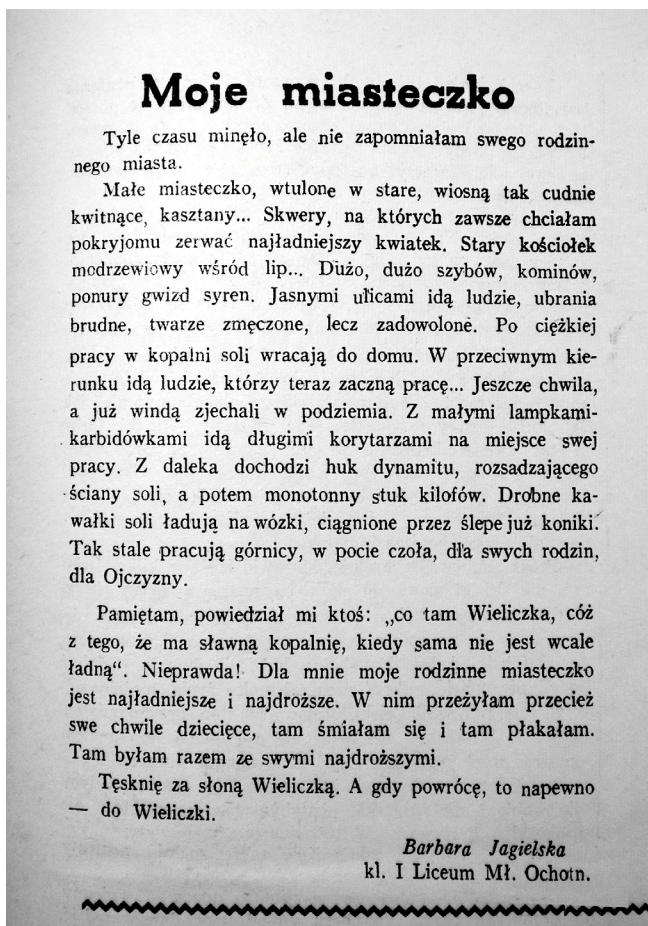 Moje miasteczko
Tyle czasu minęło, ale nie zapomniałam swego rodzin-
nego miasta.
Małe miasteczko, wtulone w stare, wiosną tak cudnie
kwitnące, kasztany... Skwery, na których zawsze chciałam
pokryjomu zerwać najładniejszy kwiatek. Stary kościołek
modrzewiowy wśród lip... Dużo, dużo szybów, kominów,
ponury gwizd syren. Jasnymi ulicami idą ludzie, ubrania
brudne, twarze zmęczone, lecz zadowolone. Po ciężkiej
pracy w kopalni soli wracają do domu. W przeciwnym kie-
runku idą ludzie, którzy teraz zaczną pracę... Jeszcze chwila,
a już windą zjechali w podziemia. Z małymi lampkami-
karbidówkami idą długimi korytarzami na miejsce swej
pracy. Z daleka dochodzi huk dynamitu, rozsadzającego
ściany soli, a potem monotonny stuk kilofów. Drobne ka-
wałki soli ładują na wózki, ciągnione przez ślepe już koniki.
Tak stale pracują górnicy, w pocie czoła, dla swych rodzin,
dla Ojczyzny.
Pamiętam, powiedział mi ktoś: „co tam Wieliczka, cóż
z tego, że ma sławną kopalnię, kiedy sama nie jest wcale
ładną“. Nieprawda! Dla mnie moje rodzinne miasteczko
jest najładniejsze i najdroższe. W nim przeżyłam przecież
swe chwile dziecięce, tam śmiałam się i tam płakałam.
Tam byłam razem ze swymi najdroższymi.
Tęsknię za słoną Wieliczką. A gdy powrócę, to napewno
— do Wieliczki.
Barbara Jagielska
kl. I Liceum Mł. Ochotn.